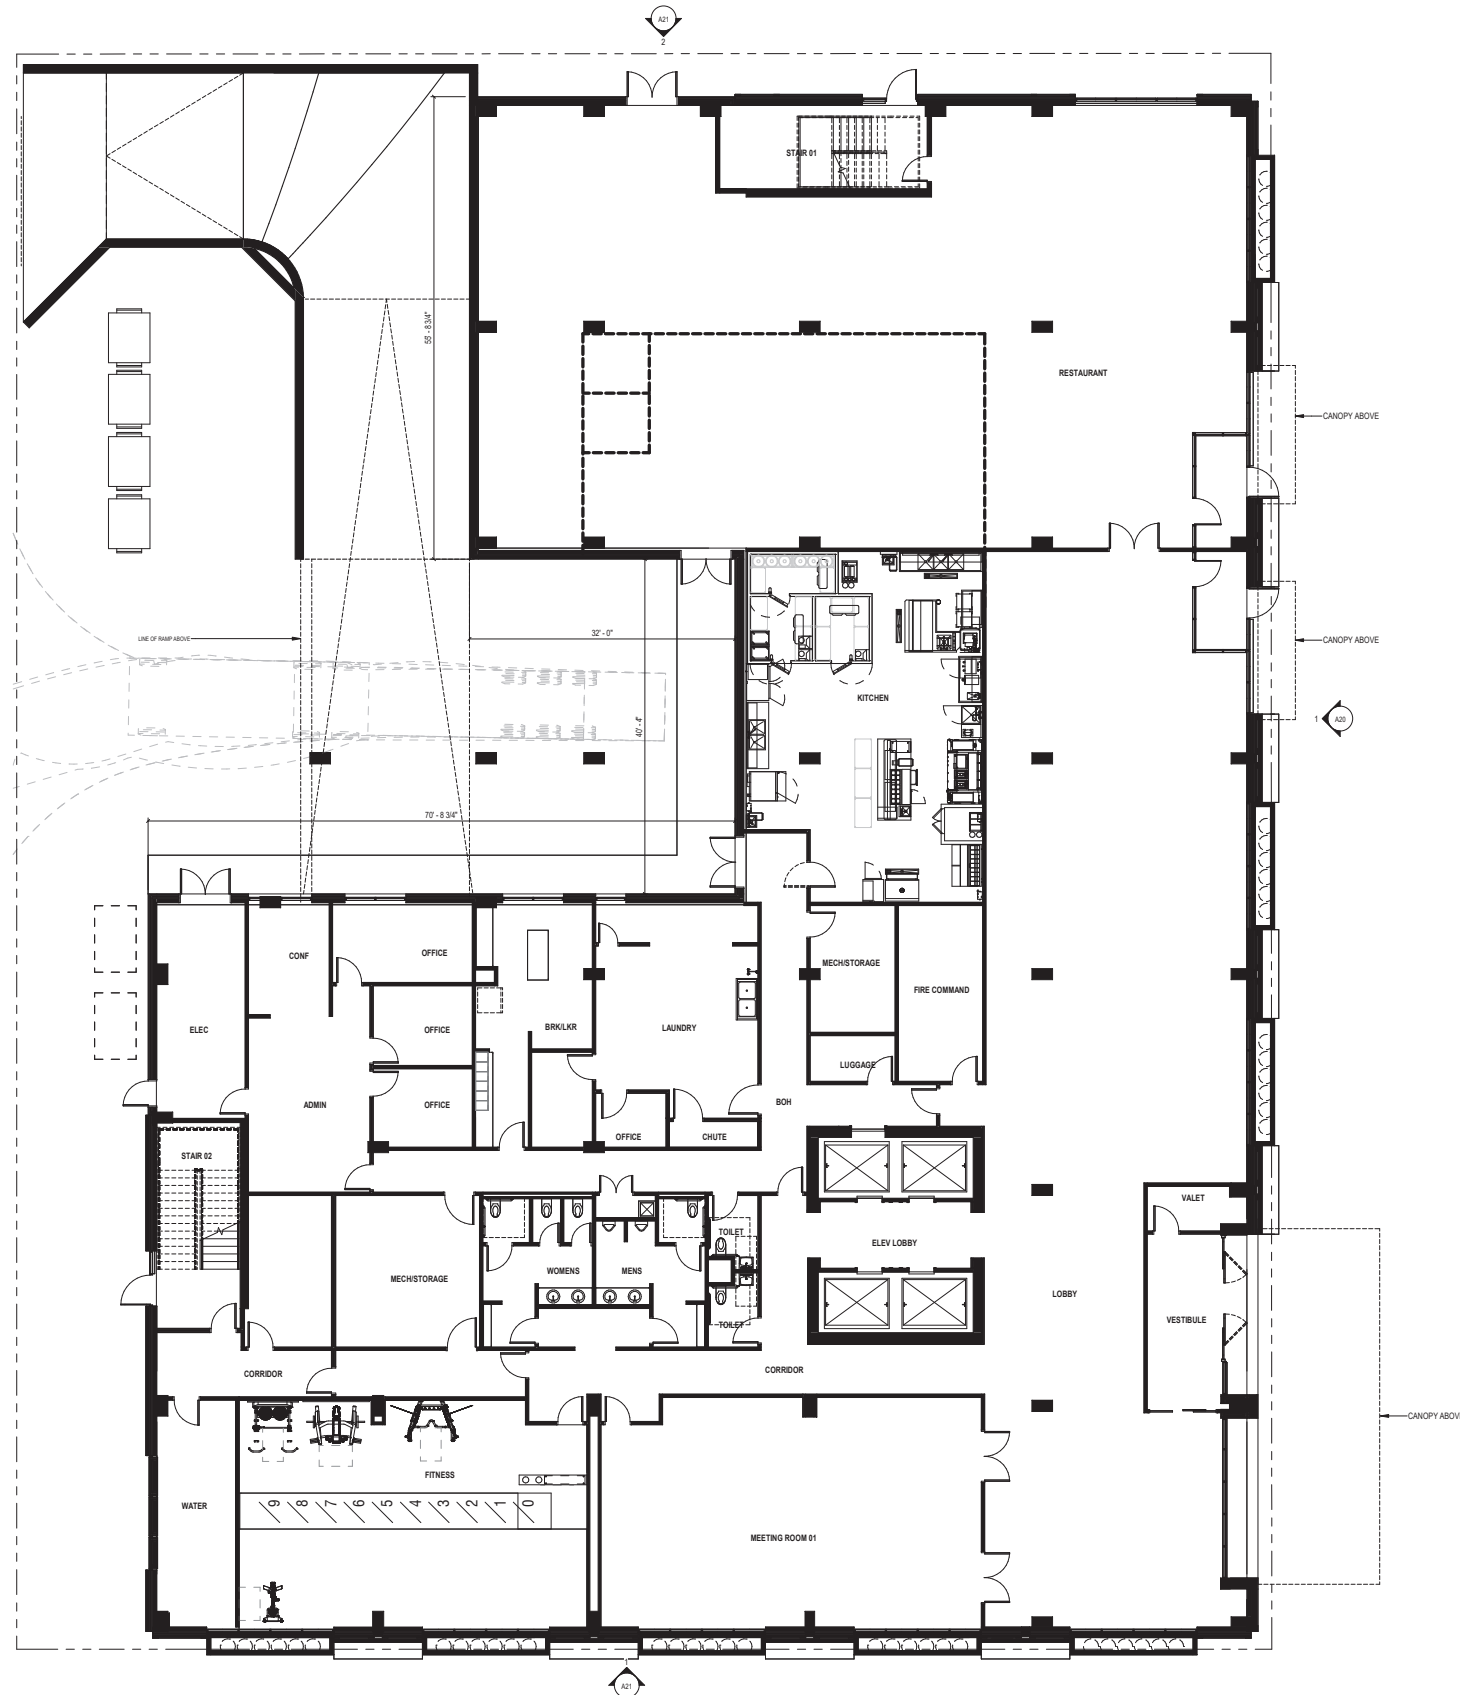 A21
2
STAIR 01
56' - 8 3/4"
RESTAURANT
CANOPY ABOVE
LINE OF RAMP ABOVE
32' - 0"
CANOPY ABOVE
KITCHEN
40' - 4"
1
A20
70' - 8 3/4"
CONF
OFFICE
MECH/STORAGE
FIRE COMMAND
ELEC
OFFICE
BRK/LKR
LAUNDRY
LUGGAGE
ADMIN
OFFICE
BOH
OFFICE
CHUTE
STAIR 02
VALET
TOILET
ELEV LOBBY
MECH/STORAGE
WOMENS
MENS
LOBBY
VESTIBULE
TOILET
CORRIDOR
CORRIDOR
CANOPY ABOV
FITNESS
WATER
9 8 7 6 5 4 3 2 1 0
MEETING ROOM 01
1
A21